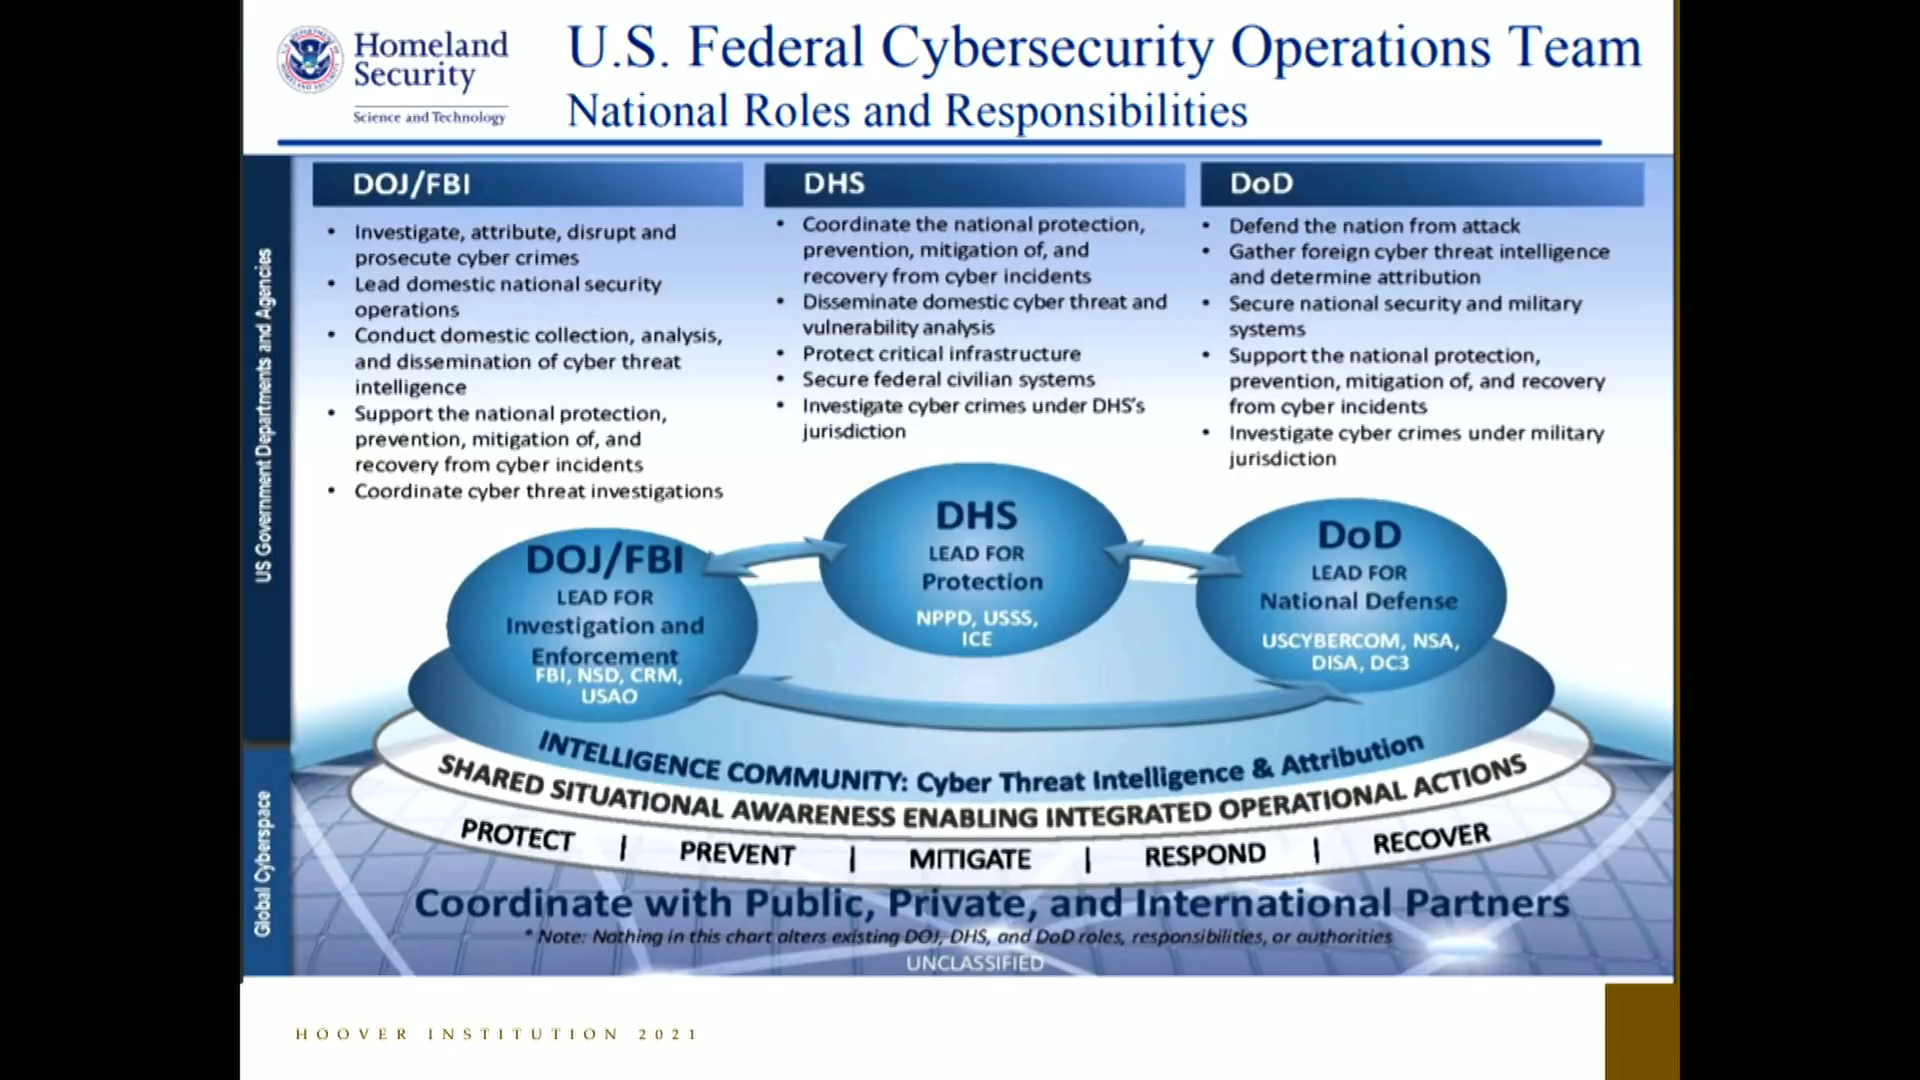 Homeland
Security
Science and Technology
U.S. Federal Cybersecurity Operations Team
National Roles and Responsibilities
US Government Departments and Agencies
Global Cyberspace
DOJ/FBI
• Investigate, attribute, disrupt and
prosecute cyber crimes
• Lead domestic national security
operations
• Conduct domestic collection, analysis,
and dissemination of cyber threat
intelligence
• Support the national protection,
prevention, mitigation of, and
recovery from cyber incidents
• Coordinate cyber threat investigations
DHS
• Coordinate the national protection,
prevention, mitigation of, and
recovery from cyber incidents
• Disseminate domestic cyber threat and
vulnerability analysis
• Protect critical infrastructure
• Secure federal civilian systems
• Investigate cyber crimes under DHS's
jurisdiction
DoD
• Defend the nation from attack
• Gather foreign cyber threat intelligence
and determine attribution
• Secure national security and military
systems
• Support the national protection,
prevention, mitigation of, and recovery
from cyber incidents
• Investigate cyber crimes under military
jurisdiction
DOJ/FBI
LEAD FOR
Investigation and
Enforcement
FBI, NSD, CRM,
USAO
DHS
LEAD FOR
Protection
NPPD, USSS,
ICE
DoD
LEAD FOR
National Defense
USCYBERCOM, NSA,
DISA, DC3
INTELLIGENCE COMMUNITY: Cyber Threat Intelligence & Attribution
SHARED SITUATIONAL AWARENESS ENABLING INTEGRATED OPERATIONAL ACTIONS
PROTECT | PREVENT | MITIGATE | RESPOND | RECOVER
Coordinate with Public, Private, and International Partners
* Note: Nothing in this chart alters existing DOJ, DHS, and DoD roles, responsibilities, or authorities
UNCLASSIFIED
HOOVER INSTITUTION 2021